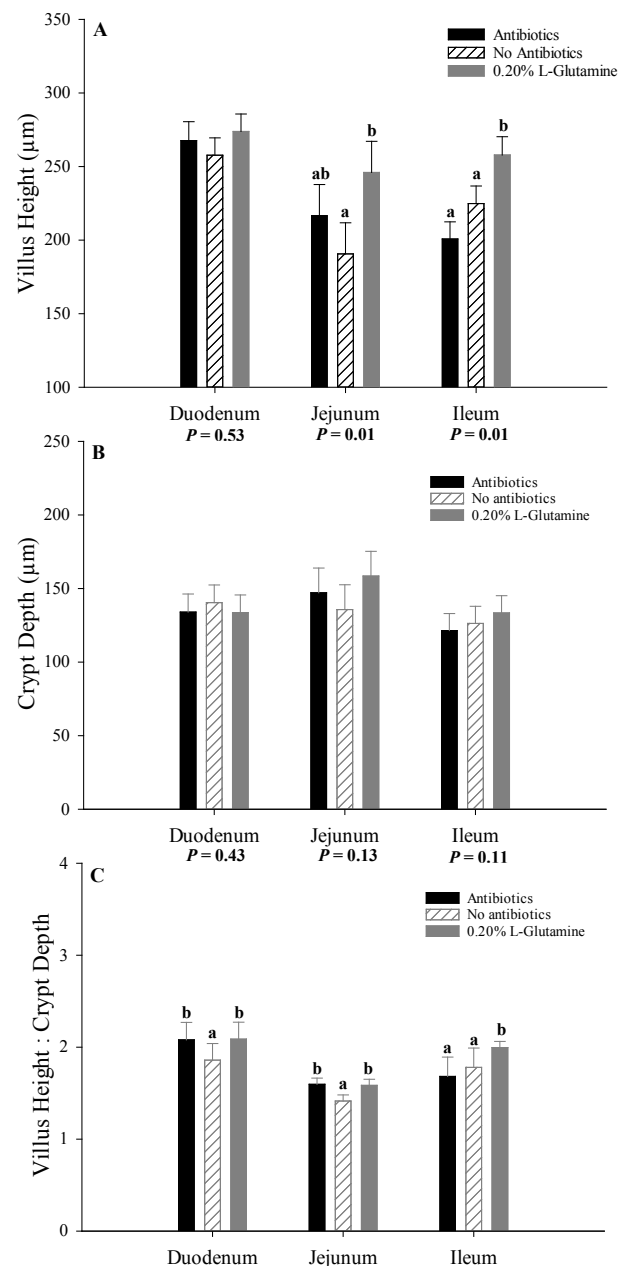 A
Antibiotics
No Antibiotics
0.20% L-Glutamine
Villus Height (µm)
350
300
250
200
150
100
ab
a
b
a
a
b
Duodenum Jejunum Ileum
P = 0.53 P = 0.01 P = 0.01
B
Antibiotics
No antibiotics
0.20% L-Glutamine
Crypt Depth (µm)
250
200
150
100
50
0
Duodenum Jejunum Ileum
P = 0.43 P = 0.13 P = 0.11
C
Antibiotics
No antibiotics
0.20% L-Glutamine
Villus Height : Crypt Depth
4
3
2
1
0
b
a
b
b
a
b
a
a
b
Duodenum Jejunum Ileum